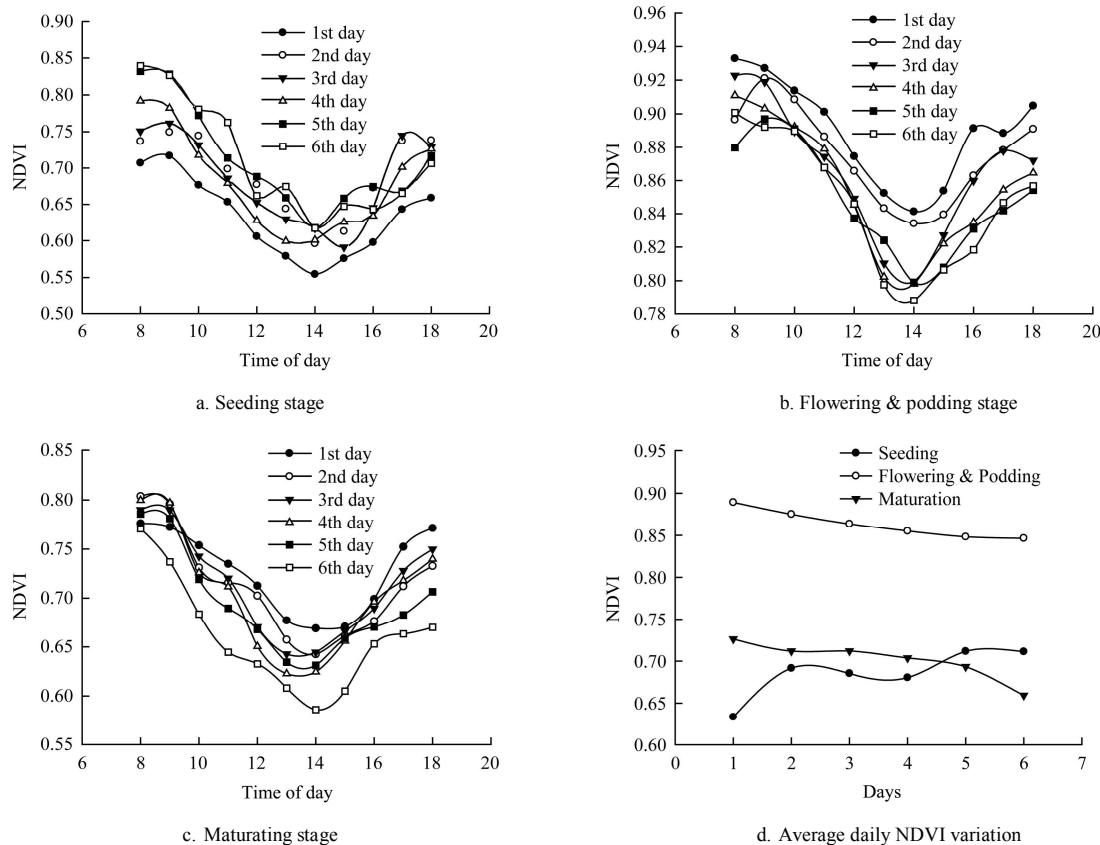 0.90
0.85
0.80
0.75
0.70
0.65
0.60
0.55
0.50
NDVI
6 8 10 12 14 16 18 20
Time of day
1st day
2nd day
3rd day
4th day
5th day
6th day
a. Seeding stage
0.96
0.94
0.92
0.90
0.88
0.86
0.84
0.82
0.80
0.78
NDVI
6 8 10 12 14 16 18 20
Time of day
1st day
2nd day
3rd day
4th day
5th day
6th day
b. Flowering & podding stage
0.85
0.80
0.75
0.70
0.65
0.60
0.55
NDVI
6 8 10 12 14 16 18 20
Time of day
1st day
2nd day
3rd day
4th day
5th day
6th day
c. Maturating stage
0.95
0.90
0.85
0.80
0.75
0.70
0.65
0.60
NDVI
0 1 2 3 4 5 6 7
Days
Seeding
Flowering & Podding
Maturation
d. Average daily NDVI variation